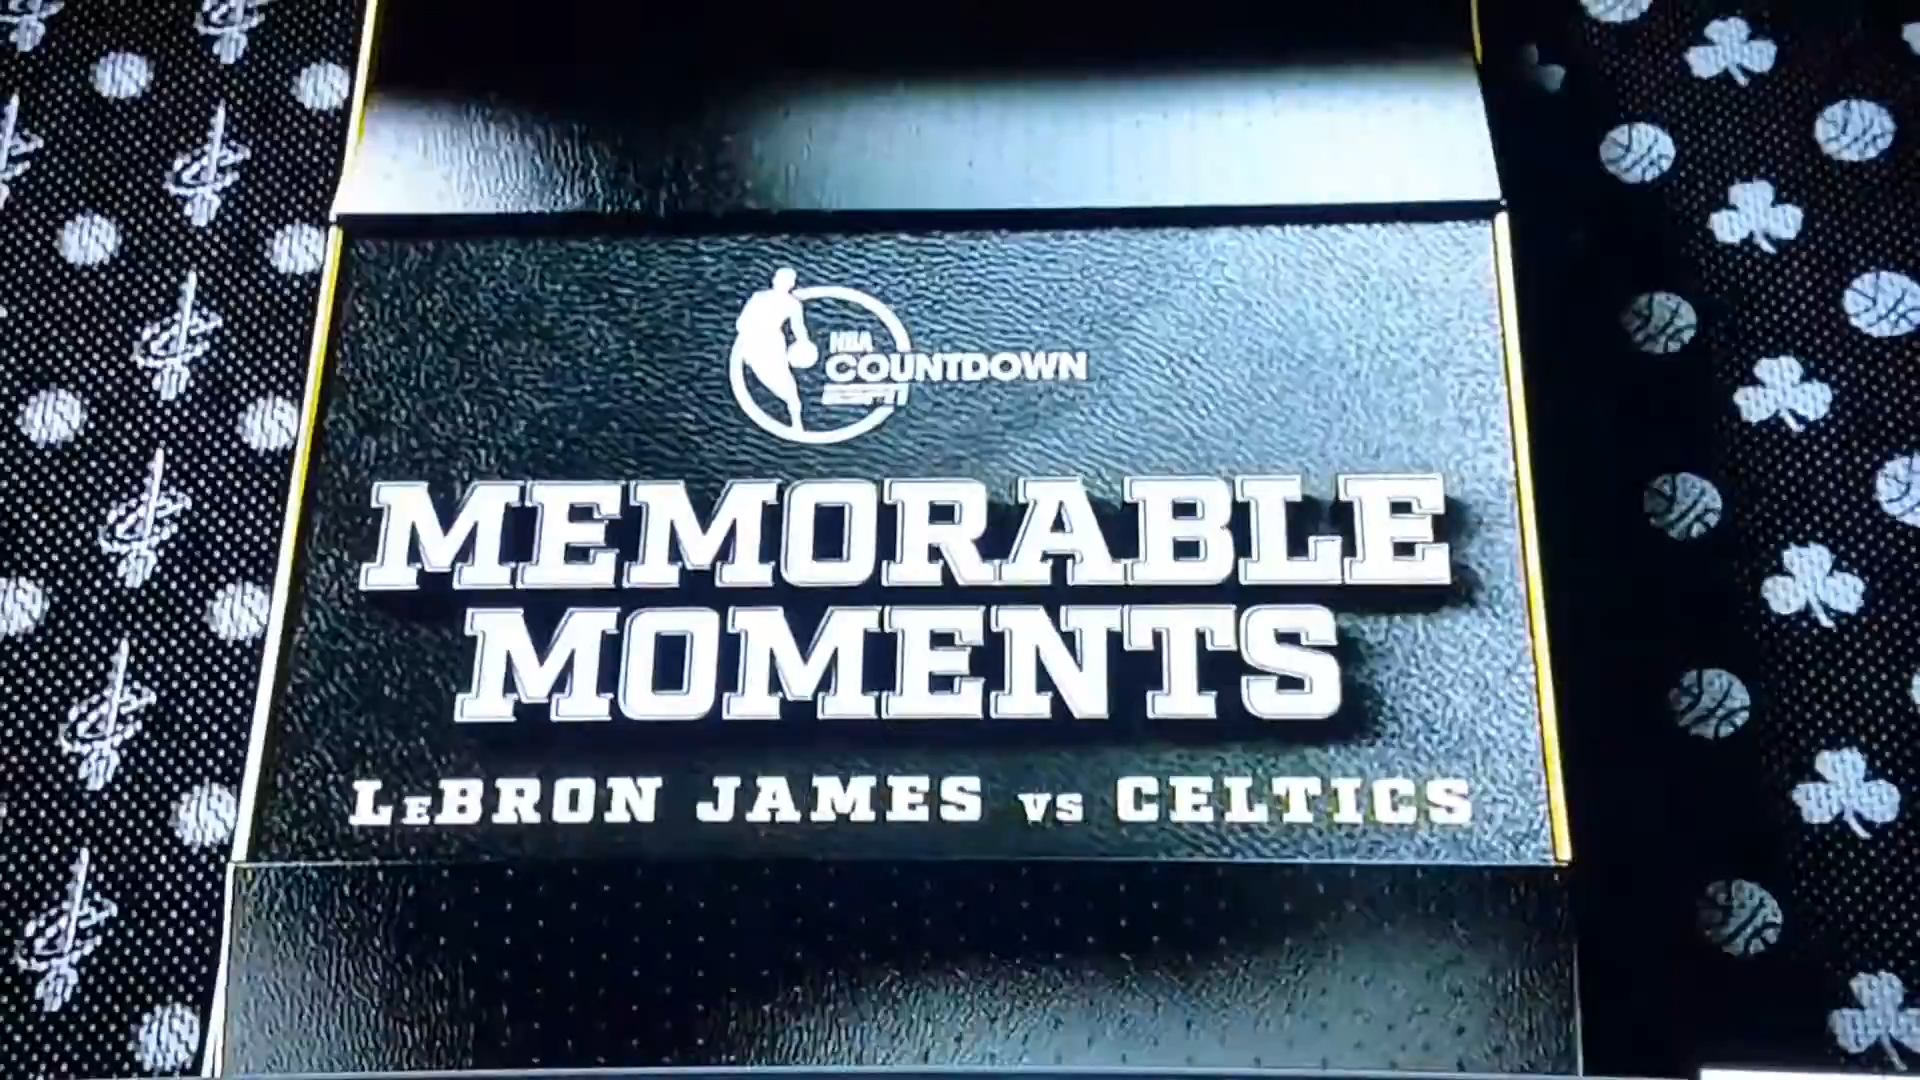 NBA
COUNTDOWN
ESPN
MEMORABLE
MOMENTS
LeBRON JAMES vs CELTICS